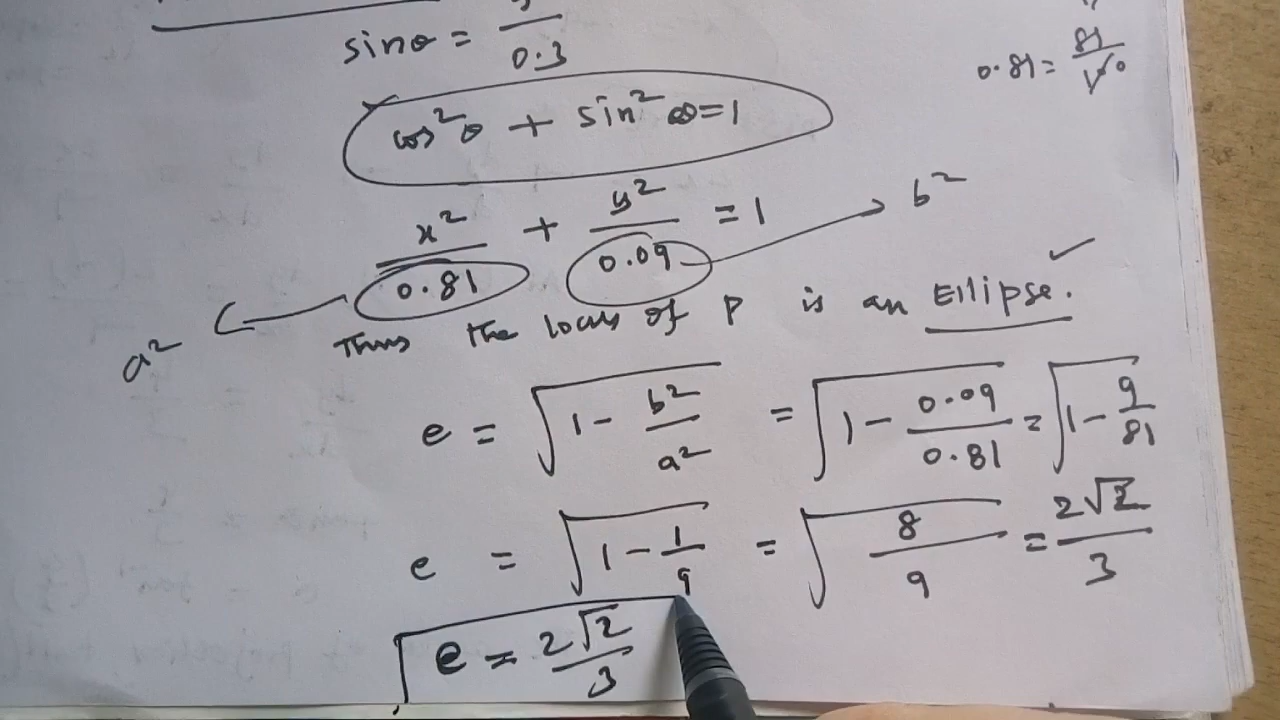 sinθ = y/0.3
0.81 = 81/100
cos²θ + sin²θ = 1
x²/0.81 + y²/0.09 = 1
b²
a²
Thus the locus of P is an Ellipse.
e = √(1 - b²/a²) = √(1 - 0.09/0.81) = √(1 - 9/81)
e = √(1 - 1/9) = √(8/9) = 2√2/3
e = 2√2/3